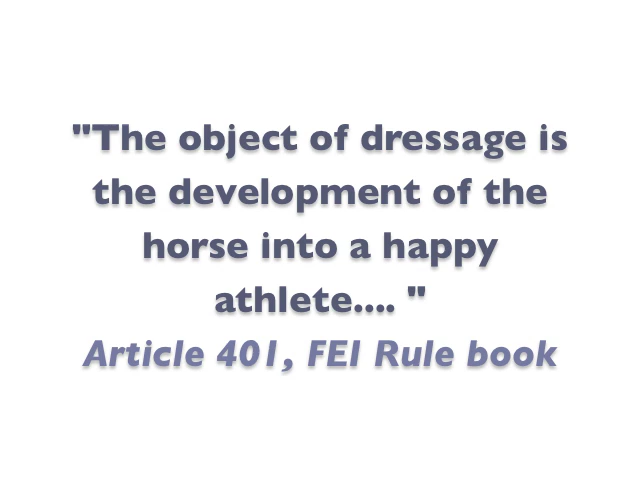 "The object of dressage is
the development of the
horse into a happy
athlete.... "
Article 401, FEI Rule book